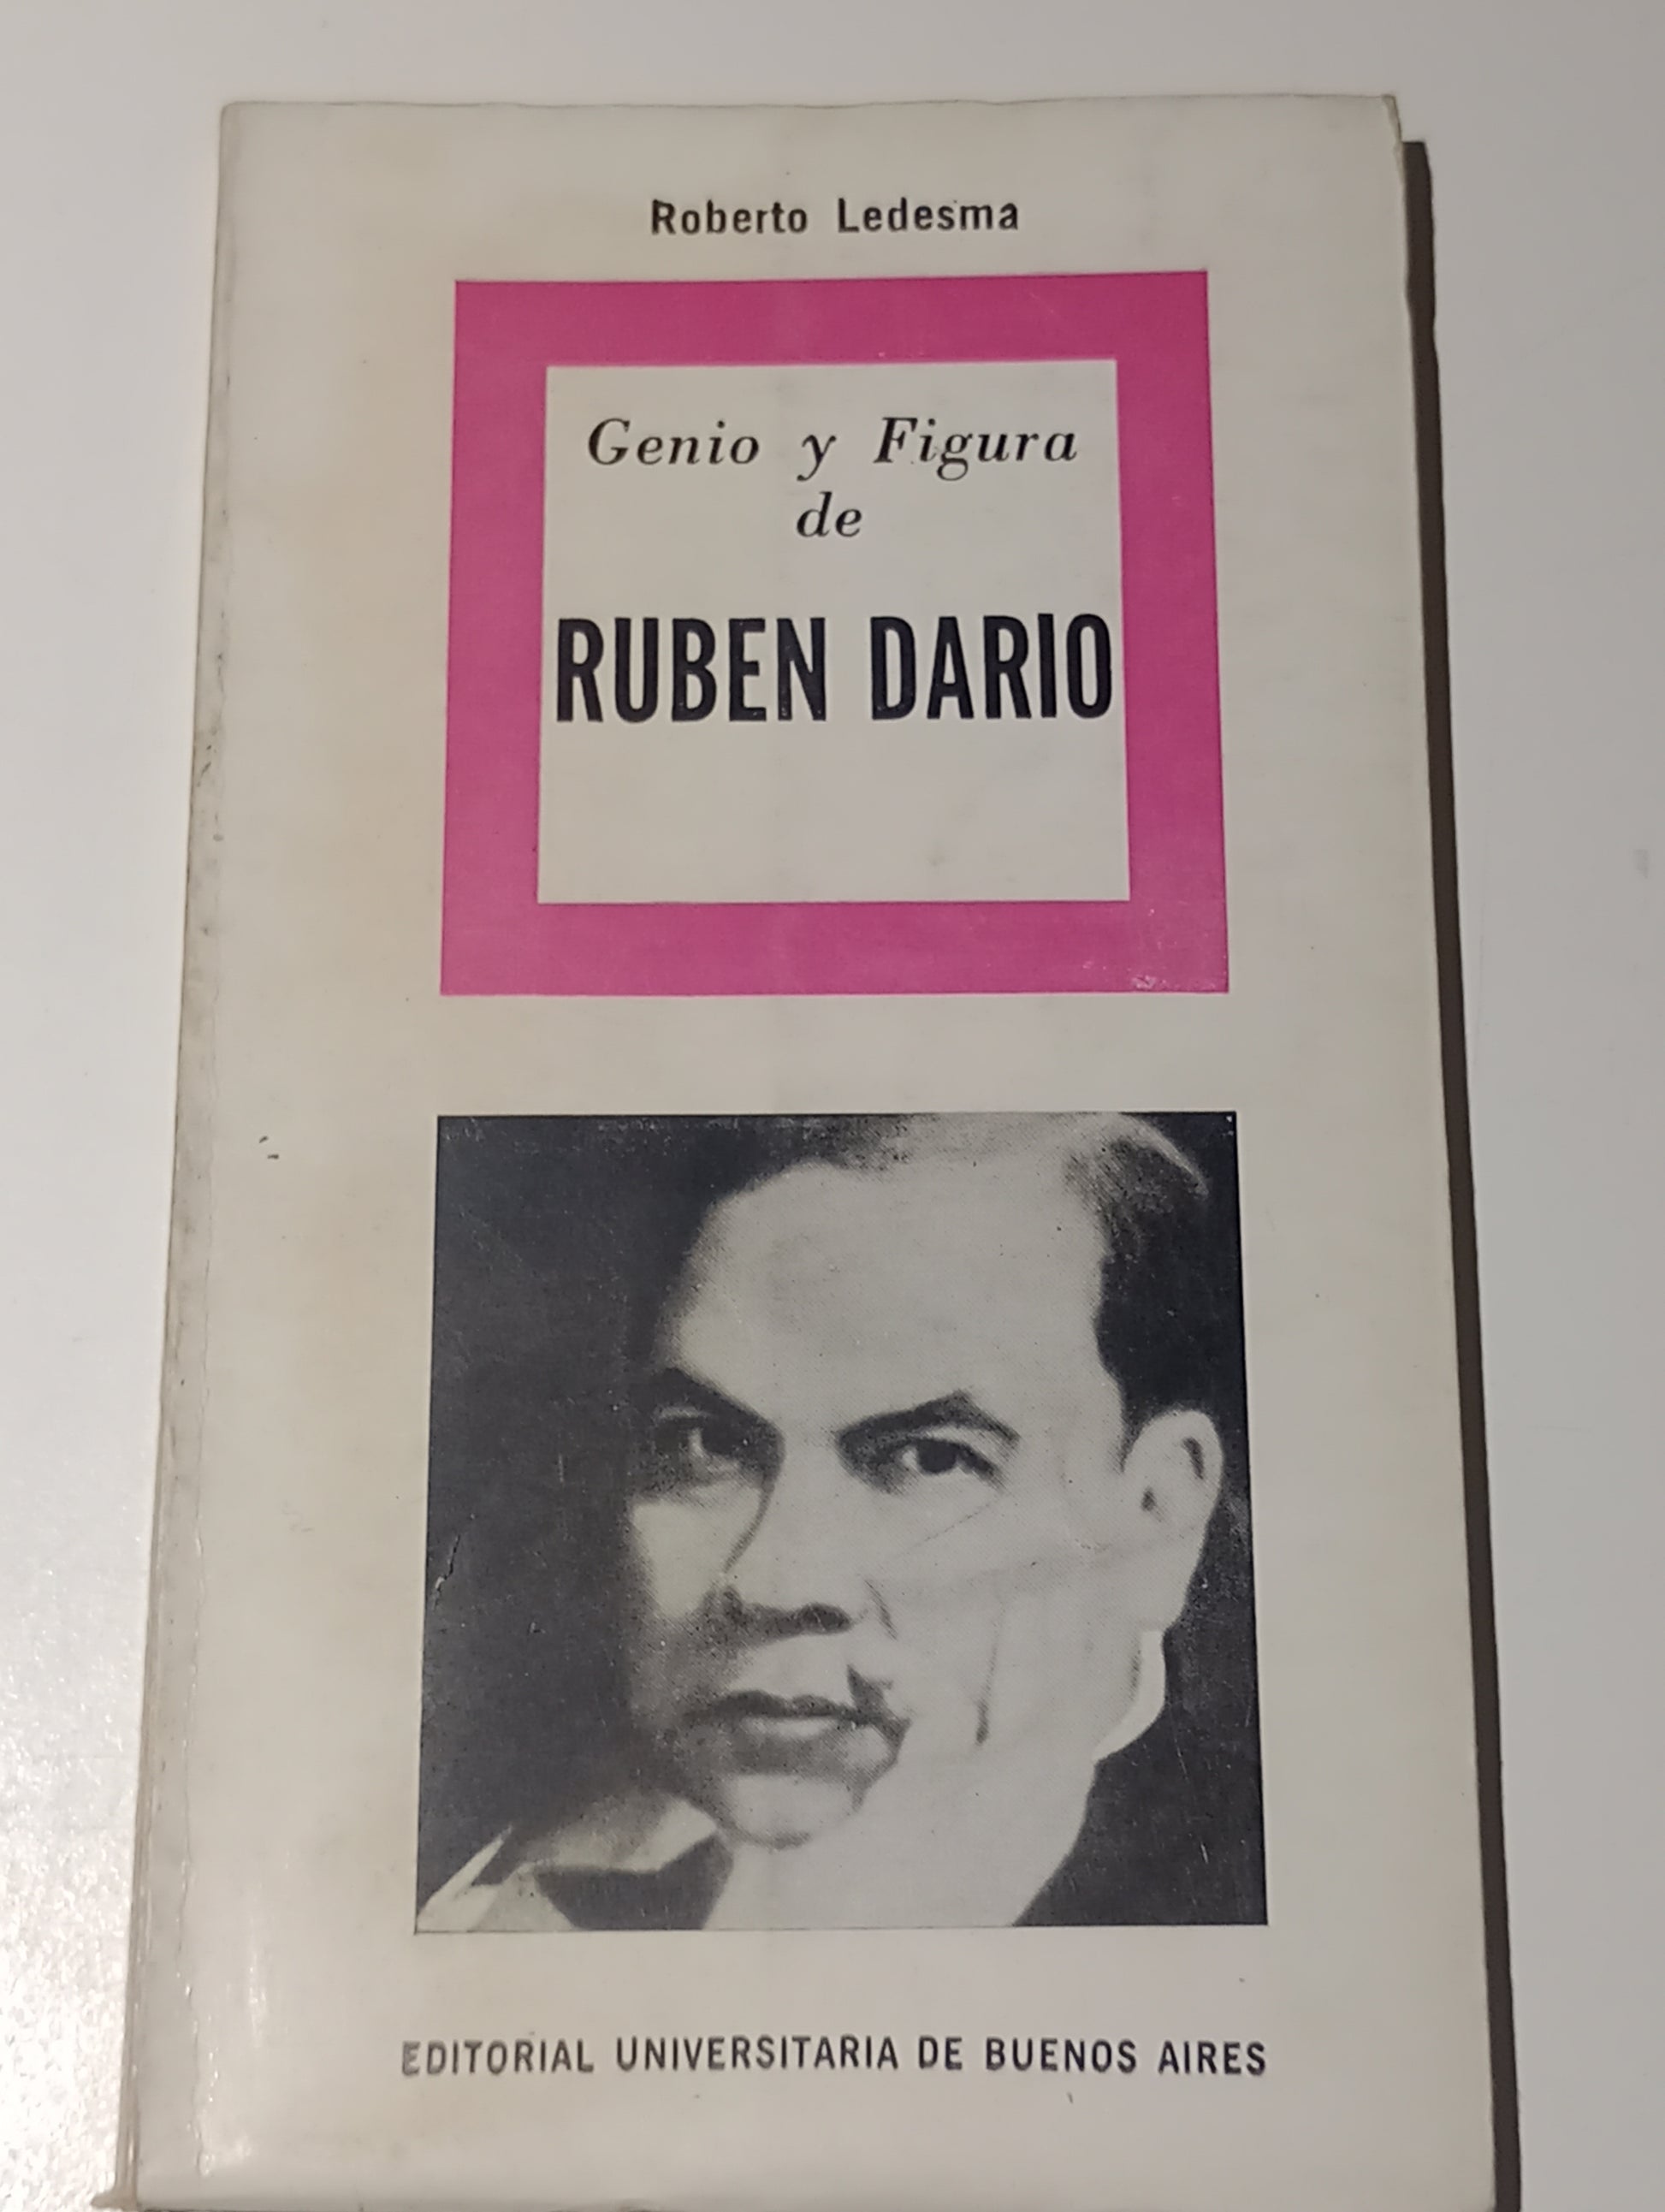 Roberto Ledesma
Genio y Figura
de
RUBEN DARIO
EDITORIAL UNIVERSITARIA DE BUENOS AIRES